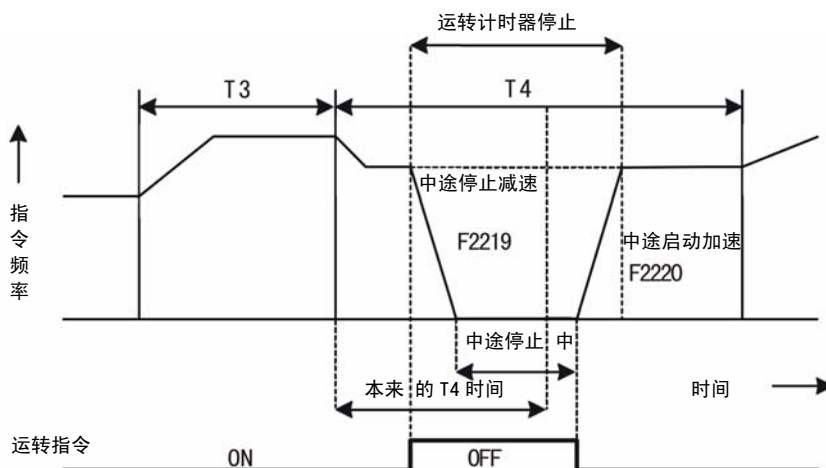 运转计时器停止
T3
T4
中途停止减速
指令频率
F2219
中途启动加速
F2220
中途停止 中
本来 的 T4 时间
时间
运转指令
ON
OFF